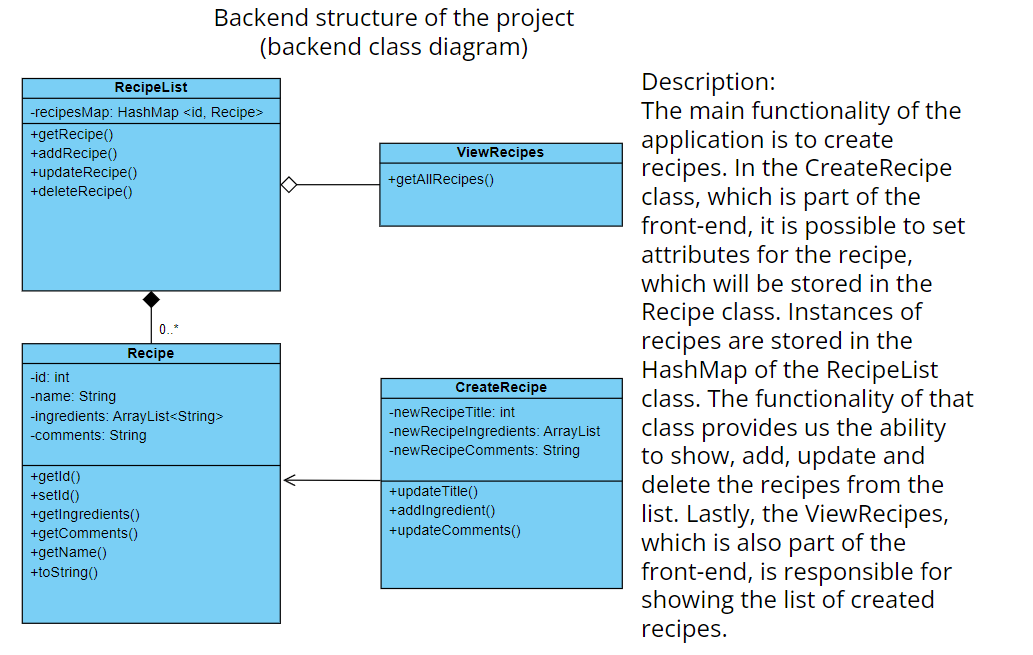 Backend structure of the project
(backend class diagram)
RecipeList
-recipesMap: HashMap <id, Recipe>
+getRecipe()
+addRecipe()
+updateRecipe()
+deleteRecipe()
ViewRecipes
+getAllRecipes()
0..*
Recipe
-id: int
-name: String
-ingredients: ArrayList<String>
-comments: String
+getId()
+setId()
+getIngredients()
+getComments()
+getName()
+toString()
CreateRecipe
-newRecipeTitle: int
-newRecipeIngredients: ArrayList
-newRecipeComments: String
+updateTitle()
+addIngredient()
+updateComments()
Description:
The main functionality of the
application is to create
recipes. In the CreateRecipe
class, which is part of the
front-end, it is possible to set
attributes for the recipe,
which will be stored in the
Recipe class. Instances of
recipes are stored in the
HashMap of the RecipeList
class. The functionality of that
class provides us the ability
to show, add, update and
delete the recipes from the
list. Lastly, the ViewRecipes,
which is also part of the
front-end, is responsible for
showing the list of created
recipes.